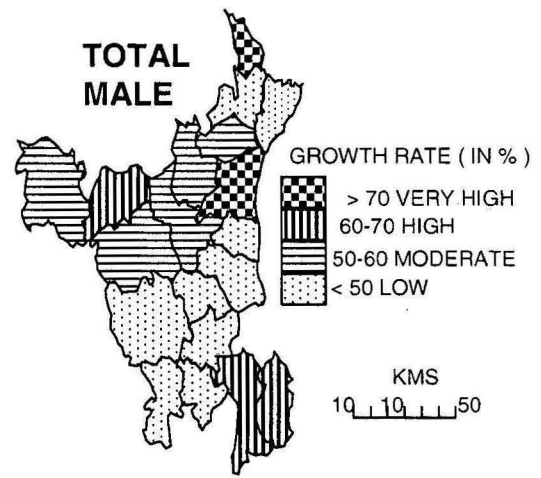 TOTAL
MALE
GROWTH RATE ( IN % )
> 70 VERY HIGH
60-70 HIGH
50-60 MODERATE
< 50 LOW
KMS
10 10 50